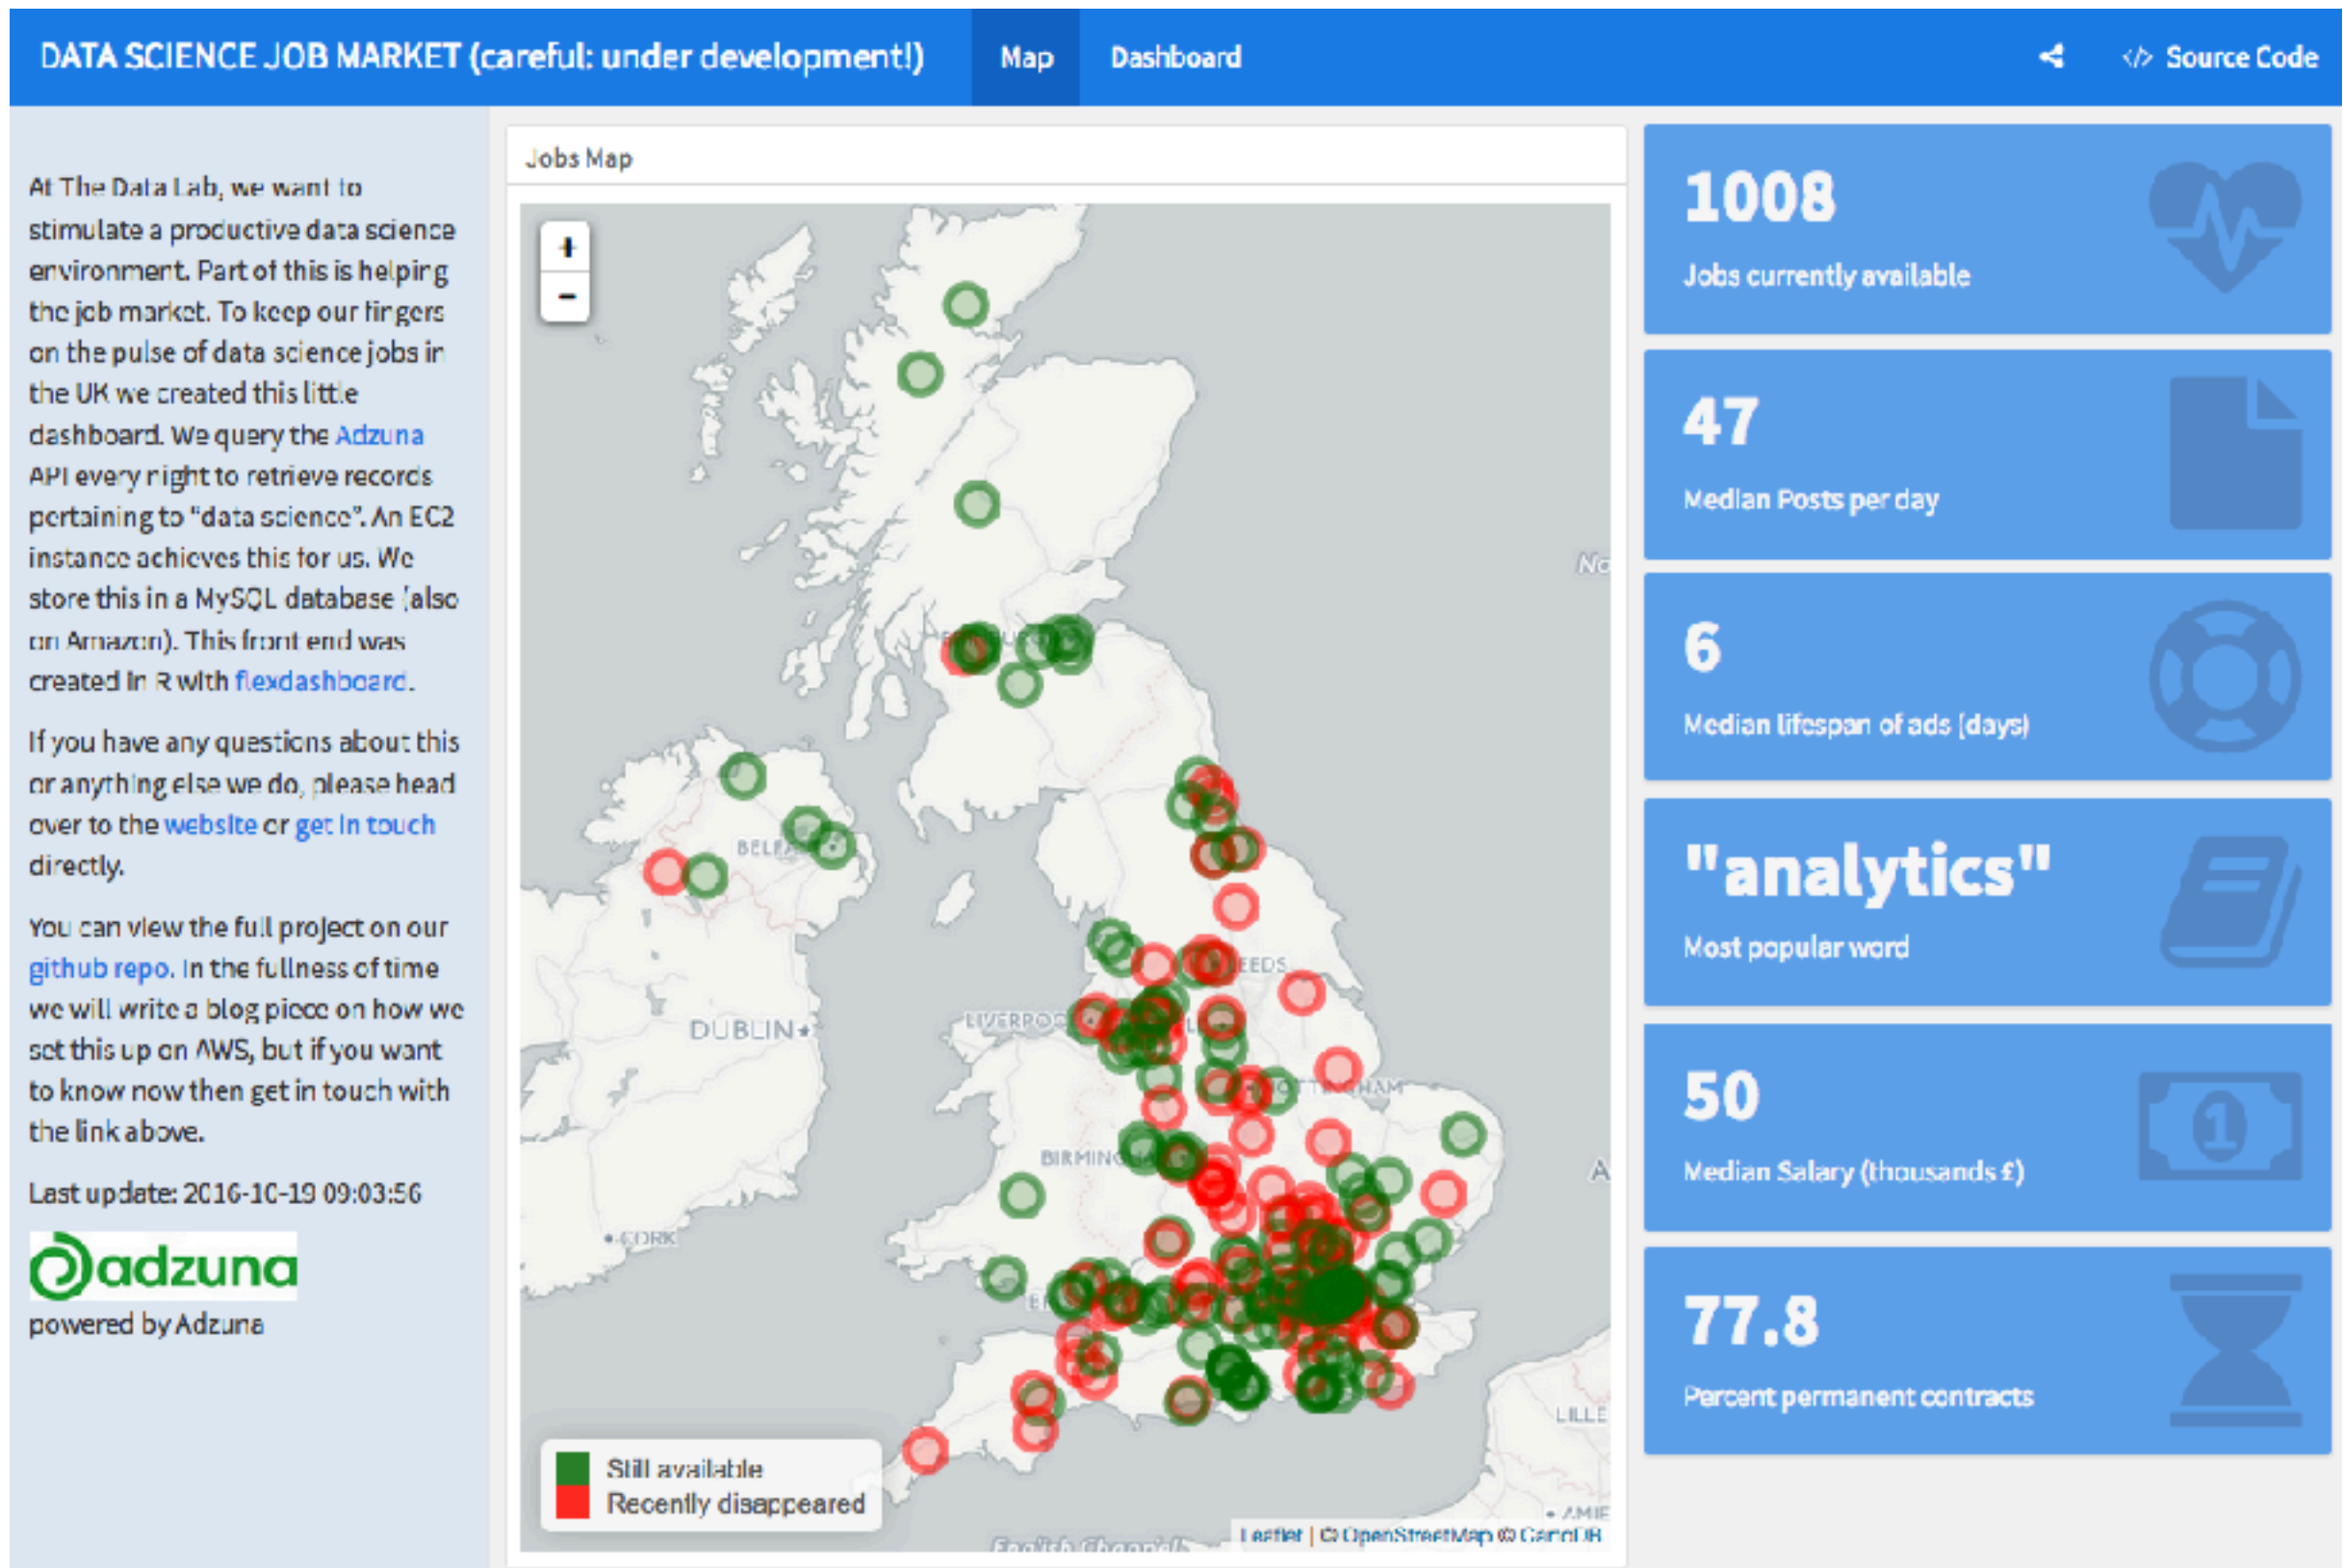 DATA SCIENCE JOB MARKET (careful: under development!)
Map
Dashboard
</> Source Code
At The Data Lab, we want to
stimulate a productive data science
environment. Part of this is helping
the job market. To keep our fingers
on the pulse of data science jobs in
the UK we created this little
dashboard. We query the Adzuna
API every night to retrieve records
pertaining to "data science". An EC2
instance achieves this for us. We
store this in a MySQL database (also
on Amazon). This front end was
created in R with flexdashboard.
If you have any questions about this
or anything else we do, please head
over to the website or get in touch
directly.
You can view the full project on our
github repo. In the fullness of time
we will write a blog piece on how we
set this up on AWS, but if you want
to know now then get in touch with
the link above.
Last update: 2016-10-19 09:03:56
adzuna
powered by Adzuna
Jobs Map
+
−
No
BELFA
LEEDS
LIVERPOO
DUBLIN
NOTTINGHAM
BIRMING
A
CORK
LILLE
AMIE
English Channel
Still available
Recently disappeared
Leaflet | © OpenStreetMap © CartoDB
1008
Jobs currently available
47
Median Posts per day
6
Median lifespan of ads (days)
"analytics"
Most popular word
50
Median Salary (thousands £)
1
77.8
Percent permanent contracts